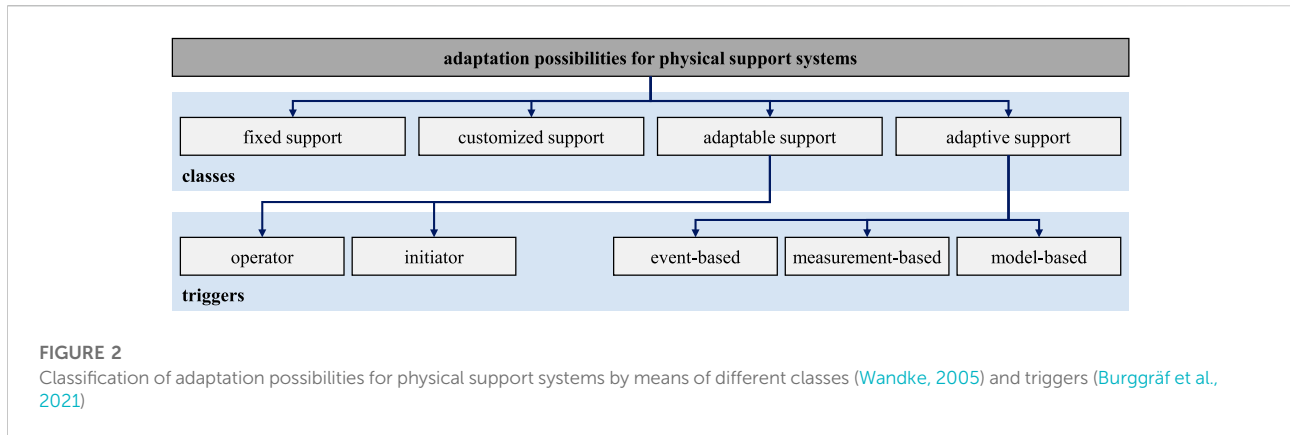 adaptation possibilities for physical support systems
fixed support
customized support
adaptable support
adaptive support
classes
operator
initiator
event-based
measurement-based
model-based
triggers
FIGURE 2
Classification of adaptation possibilities for physical support systems by means of different classes (Wandke, 2005) and triggers (Burggräf et al.,
2021)